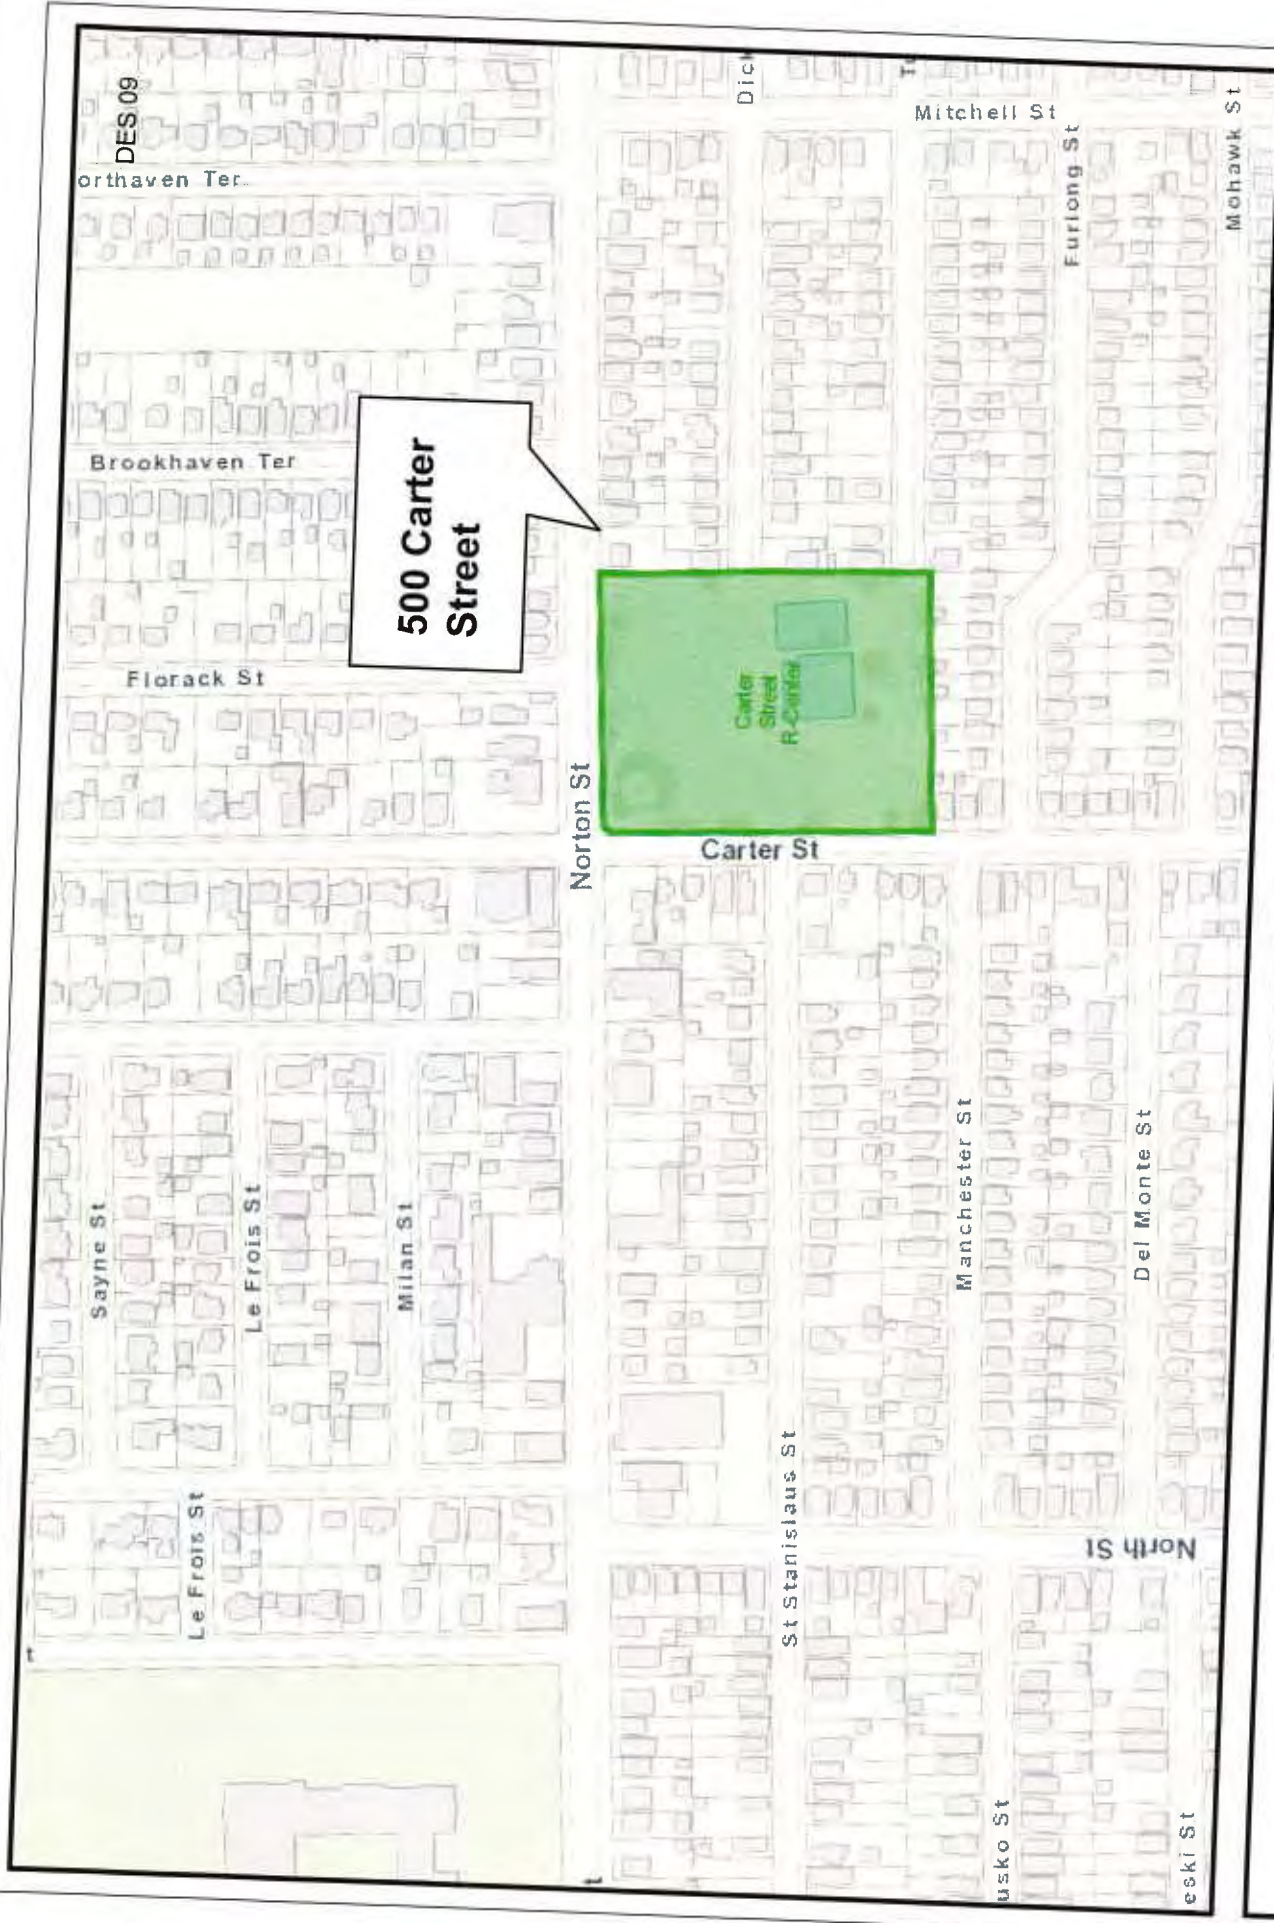 DES 09
orthaven Ter
Brookhaven Ter
Florack St
500 Carter
Street
Norton St
Carter
Street
R-Center
Carter St
Mitchell St
Furlong St
Mohawk St
Sayne St
Le Frois St
Milan St
Le Frois St
Manchester St
Del Monte St
St Stanislaus St
North St
usko St
eski St
t
t